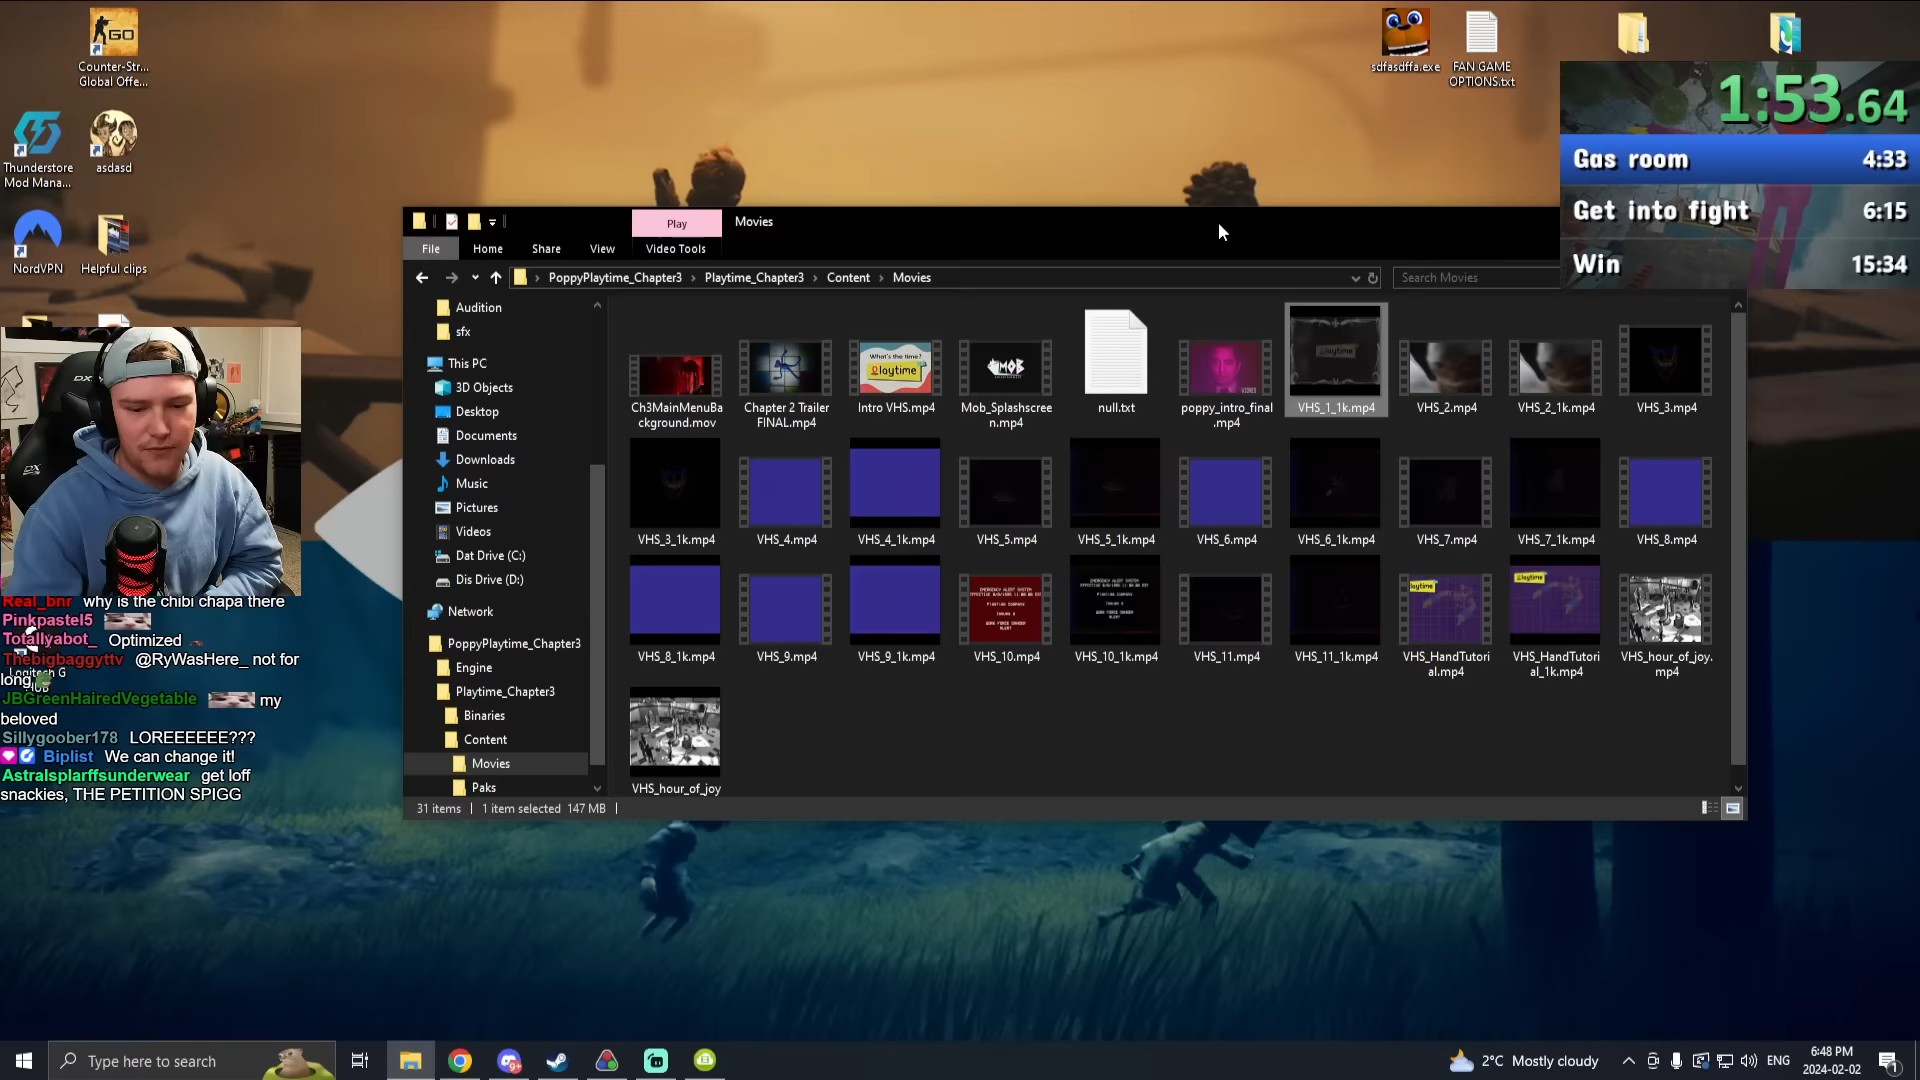 Counter-Str...
Global Offe...
Thunderstore
Mod Mana...
asdasd
NordVPN
Helpful clips
sdfasdffa.exe
FAN GAME
OPTIONS.txt
1:53.64
Gas room 4:33
Get into fight 6:15
Win 15:34
Play
Movies
File
Home
Share
View
Video Tools
PoppyPlaytime_Chapter3
Playtime_Chapter3
Content
Movies
Search Movies
Audition
sfx
This PC
3D Objects
Desktop
Documents
Downloads
Music
Pictures
Videos
Dat Drive (C:)
Dis Drive (D:)
Network
PoppyPlaytime_Chapter3
Engine
Playtime_Chapter3
Binaries
Content
Movies
Paks
Ch3MainMenuBa
ckground.mov
Chapter 2 Trailer
FINAL.mp4
What's the time?
Playtime
Intro VHS.mp4
MOB
Mob_Splashscree
n.mp4
null.txt
poppy_intro_final
.mp4
VHS_1_1k.mp4
VHS_2.mp4
VHS_2_1k.mp4
VHS_3.mp4
VHS_3_1k.mp4
VHS_4.mp4
VHS_4_1k.mp4
VHS_5.mp4
VHS_5_1k.mp4
VHS_6.mp4
VHS_6_1k.mp4
VHS_7.mp4
VHS_7_1k.mp4
VHS_8.mp4
VHS_8_1k.mp4
VHS_9.mp4
VHS_9_1k.mp4
VHS_10.mp4
VHS_10_1k.mp4
VHS_11.mp4
VHS_11_1k.mp4
VHS_HandTutori
al.mp4
VHS_HandTutori
al_1k.mp4
VHS_hour_of_joy.
mp4
VHS_hour_of_joy
31 items
1 item selected 147 MB
Real_bnr why is the chibi chapa there
Pinkpastel5
Totallyabot_ Optimized
Thebigbaggyttv @RyWasHere_ not for
long
Logitech G
JBGreenHairedVegetable my
beloved
Sillygoober178 LOREEEEEE???
Biplist We can change it!
Astralsplarffsunderwear get loff
snackies, THE PETITION SPIGG
Type here to search
2°C Mostly cloudy
ENG
6:48 PM
2024-02-02